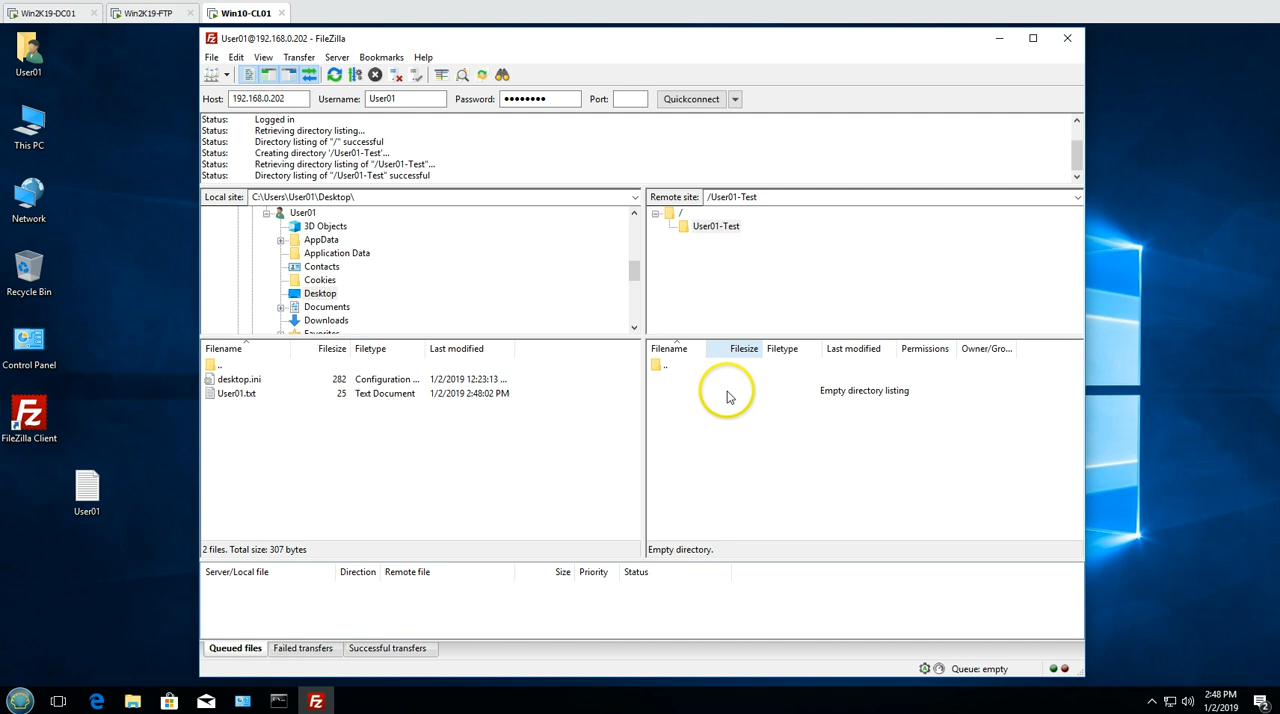 Win2K19-DC01
Win2K19-FTP
Win10-CL01
User01
This PC
Network
Recycle Bin
Control Panel
FileZilla Client
User01
User01@192.168.0.202 - FileZilla
File Edit View Transfer Server Bookmarks Help
Host: 192.168.0.202 Username: User01 Password: •••••••• Port: Quickconnect
Status: Logged in
Status: Retrieving directory listing...
Status: Directory listing of "/" successful
Status: Creating directory '/User01-Test'...
Status: Retrieving directory listing of "/User01-Test"...
Status: Directory listing of "/User01-Test" successful
Local site: C:\Users\User01\Desktop\
User01
3D Objects
AppData
Application Data
Contacts
Cookies
Desktop
Documents
Downloads
Favorites
Remote site: /User01-Test
/
User01-Test
Filename Filesize Filetype Last modified
..
desktop.ini 282 Configuration ... 1/2/2019 12:23:13 ...
User01.txt 25 Text Document 1/2/2019 2:48:02 PM
2 files. Total size: 307 bytes
Filename Filesize Filetype Last modified Permissions Owner/Gro...
..
Empty directory listing
Empty directory.
Server/Local file Direction Remote file Size Priority Status
Queued files Failed transfers Successful transfers
Queue: empty
2:48 PM
1/2/2019
2